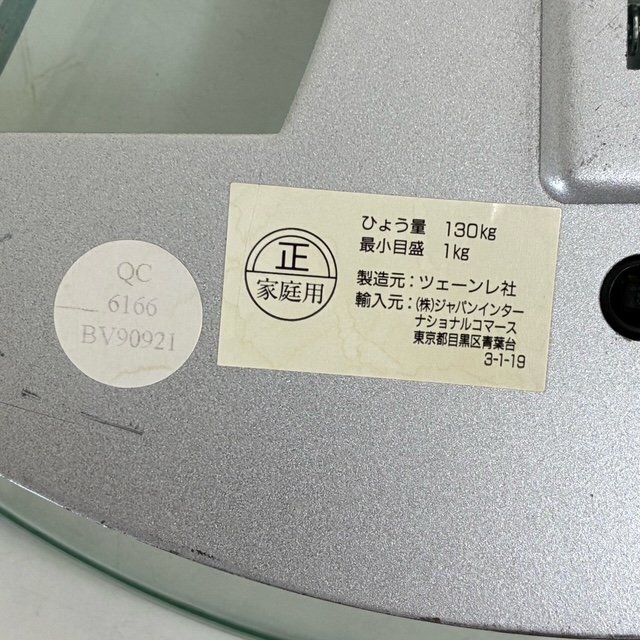 QC
6166
BV90921
正
家庭用
ひょう量 130kg
最小目盛 1kg
製造元：ツェーンレ社
輸入元：(株)ジャパンインター
ナショナルコマース
東京都目黒区青葉台
3-1-19